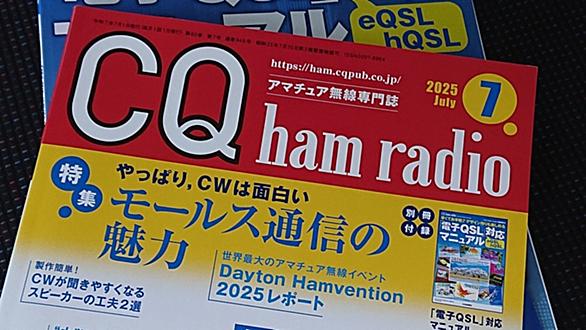 eQSL
hQSL
https://ham.cqpub.co.jp/
アマチュア無線専門誌
2025
July
7
CQ ham radio
特集
やっぱり,CWは面白い
モールス通信の
魅力
別冊
付録
電子QSL対応
マニュアル
製作簡単!
CWが聞きやすくなる
スピーカーの工夫2選
世界最大のアマチュア無線イベント
Dayton Hamvention
2025レポート
「電子QSL」対応
マニュアル